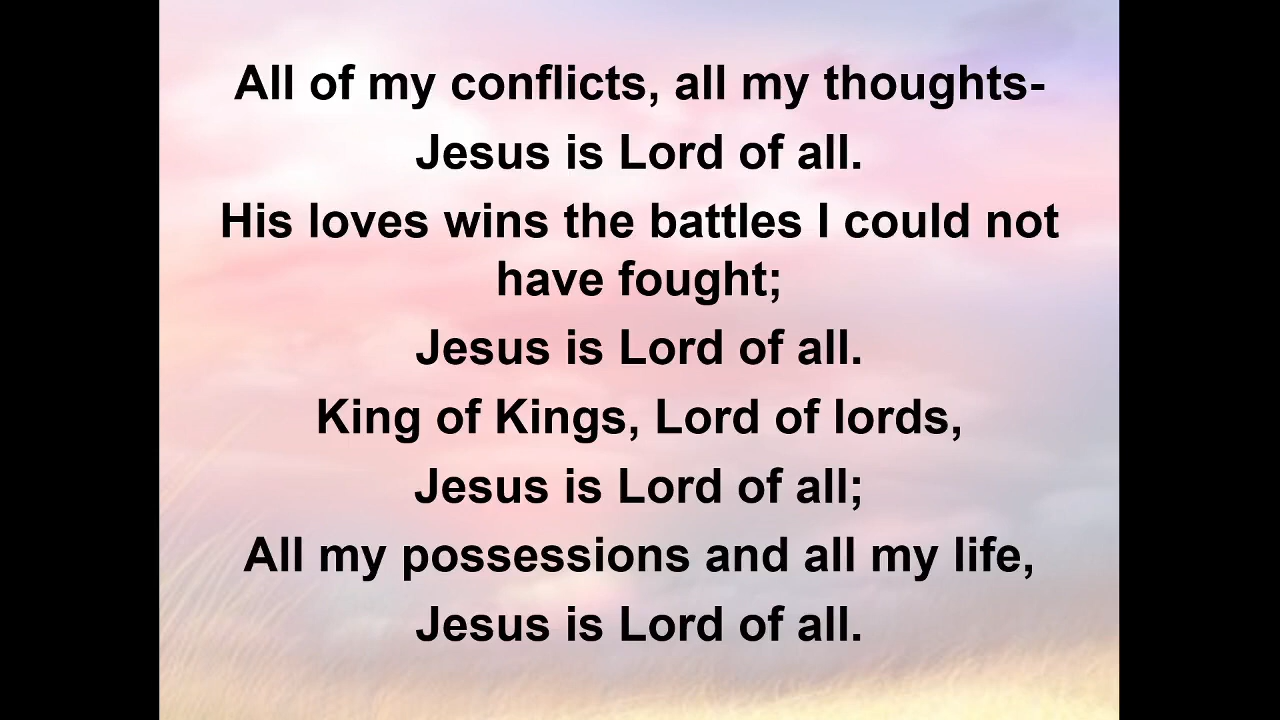 All of my conflicts, all my thoughts-
Jesus is Lord of all.
His loves wins the battles I could not
have fought;
Jesus is Lord of all.
King of Kings, Lord of lords,
Jesus is Lord of all;
All my possessions and all my life,
Jesus is Lord of all.